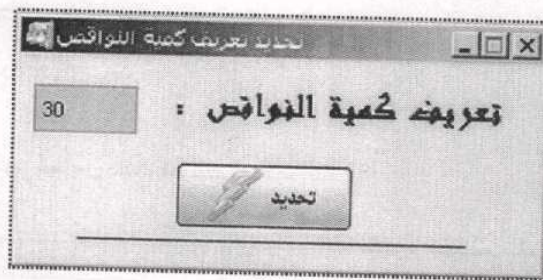 تحديد تعريف كمية النواقص
تعريف كمية النواقص :
30
تحديد